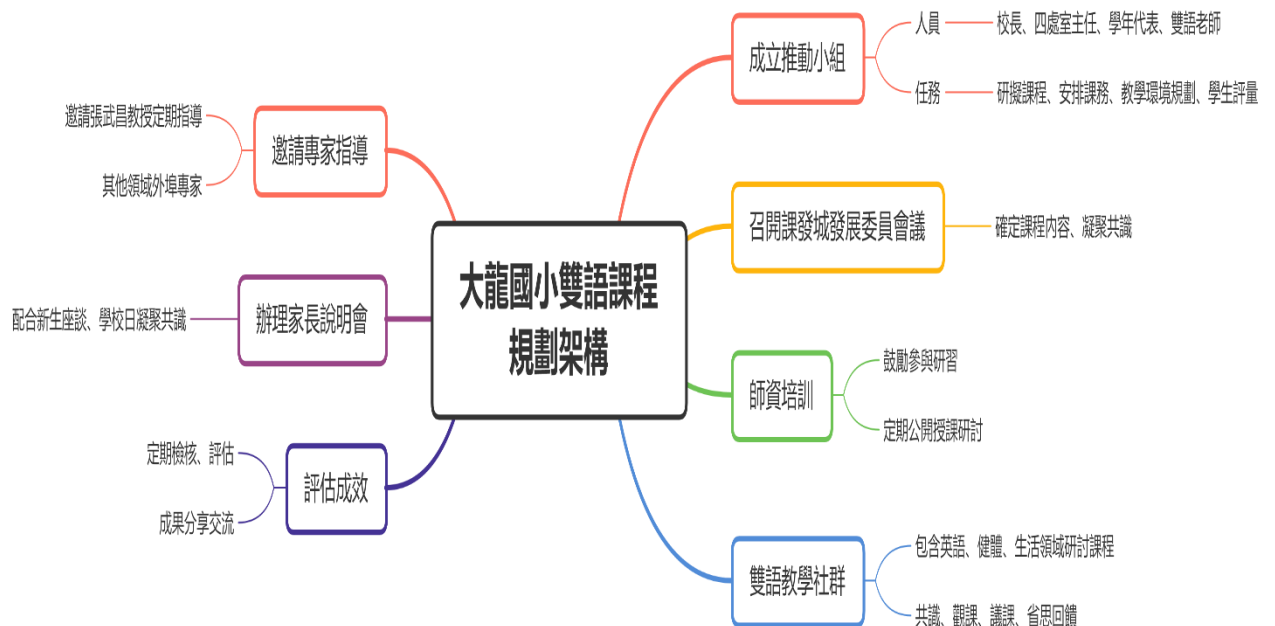 大龍國小雙語課程
規劃架構
成立推動小組
人員
校長、四處室主任、學年代表、雙語老師
任務
研擬課程、安排課務、教學環境規劃、學生評量
召開課發城發展委員會議
確定課程内容、凝聚共識
師資培訓
鼓勵參與研習
定期公開授課研討
雙語教學社群
包含英語、健體、生活領域研討課程
共識、觀課、議課、省思回饋
邀請專家指導
邀請張武昌教授定期指導
其他領域外埠專家
辦理家長說明會
配合新生座談、學校日凝聚共識
評估成效
定期檢核、評估
成果分享交流